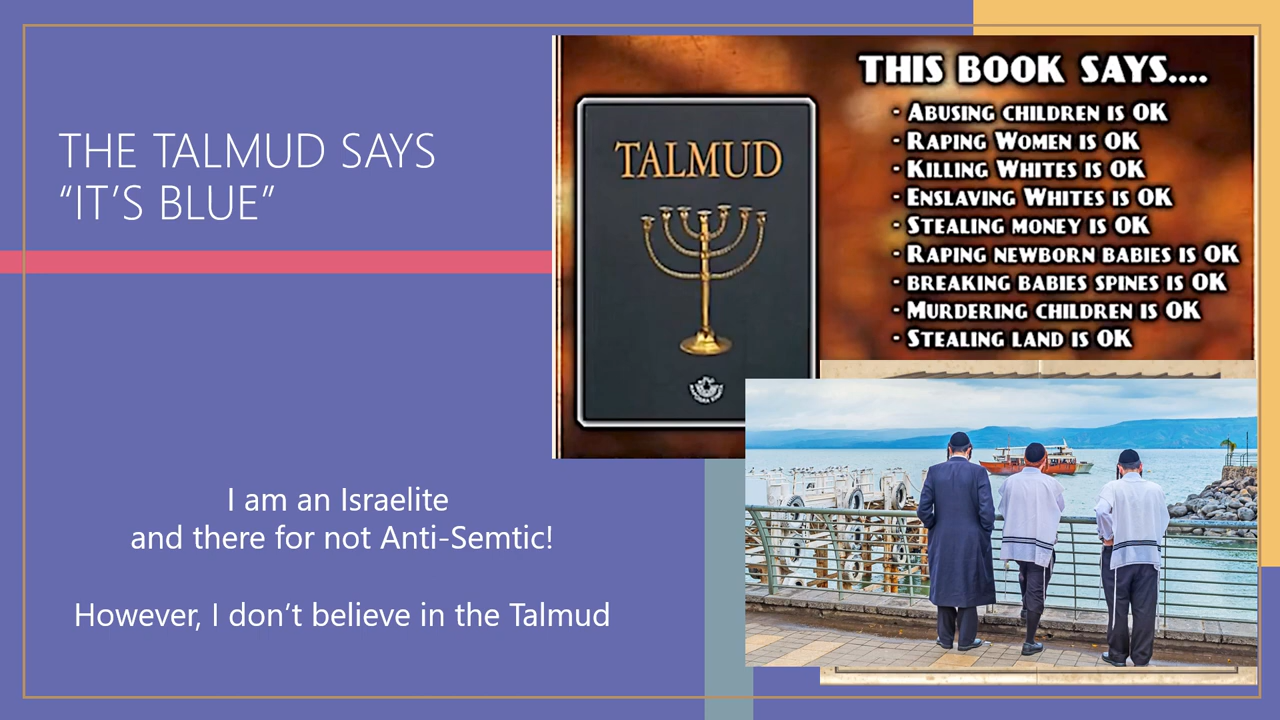 THE TALMUD SAYS
“IT’S BLUE”
I am an Israelite
and there for not Anti-Semtic!
However, I don’t believe in the Talmud
TALMUD
THIS BOOK SAYS....
- ABUSING CHILDREN IS OK
- RAPING WOMEN IS OK
- KILLING WHITES IS OK
- ENSLAVING WHITES IS OK
- STEALING MONEY IS OK
- RAPING NEWBORN BABIES IS OK
- BREAKING BABIES SPINES IS OK
- MURDERING CHILDREN IS OK
- STEALING LAND IS OK